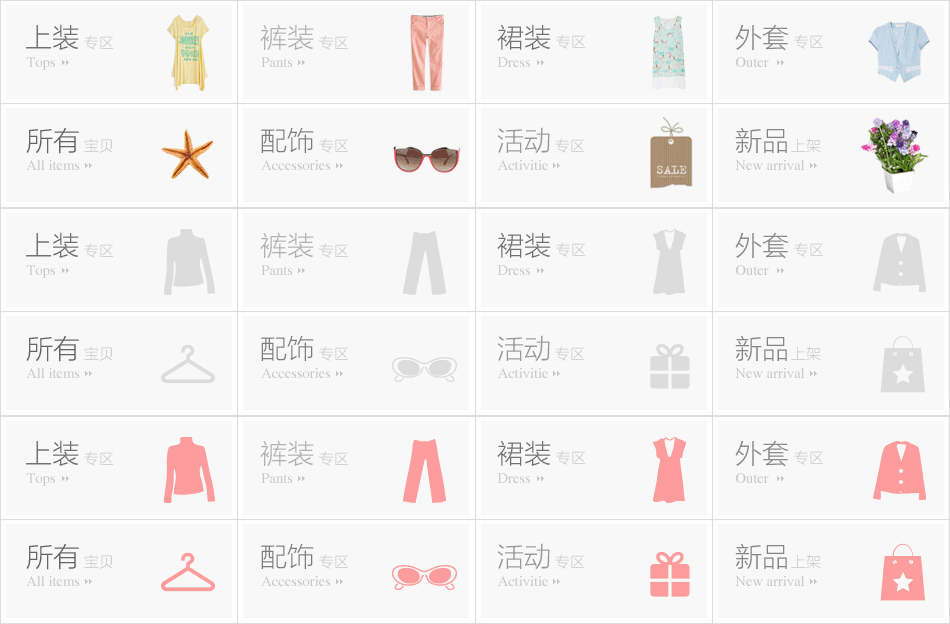 上装 专区
Tops
裤装 专区
Pants
裙装 专区
Dress
外套 专区
Outer
所有 宝贝
All items
配饰 专区
Accessories
活动 专区
Activitie
SALE
新品 上架
New arrival
上装 专区
Tops
裤装 专区
Pants
裙装 专区
Dress
外套 专区
Outer
所有 宝贝
All items
配饰 专区
Accessories
活动 专区
Activitie
新品 上架
New arrival
上装 专区
Tops
裤装 专区
Pants
裙装 专区
Dress
外套 专区
Outer
所有 宝贝
All items
配饰 专区
Accessories
活动 专区
Activitie
新品 上架
New arrival